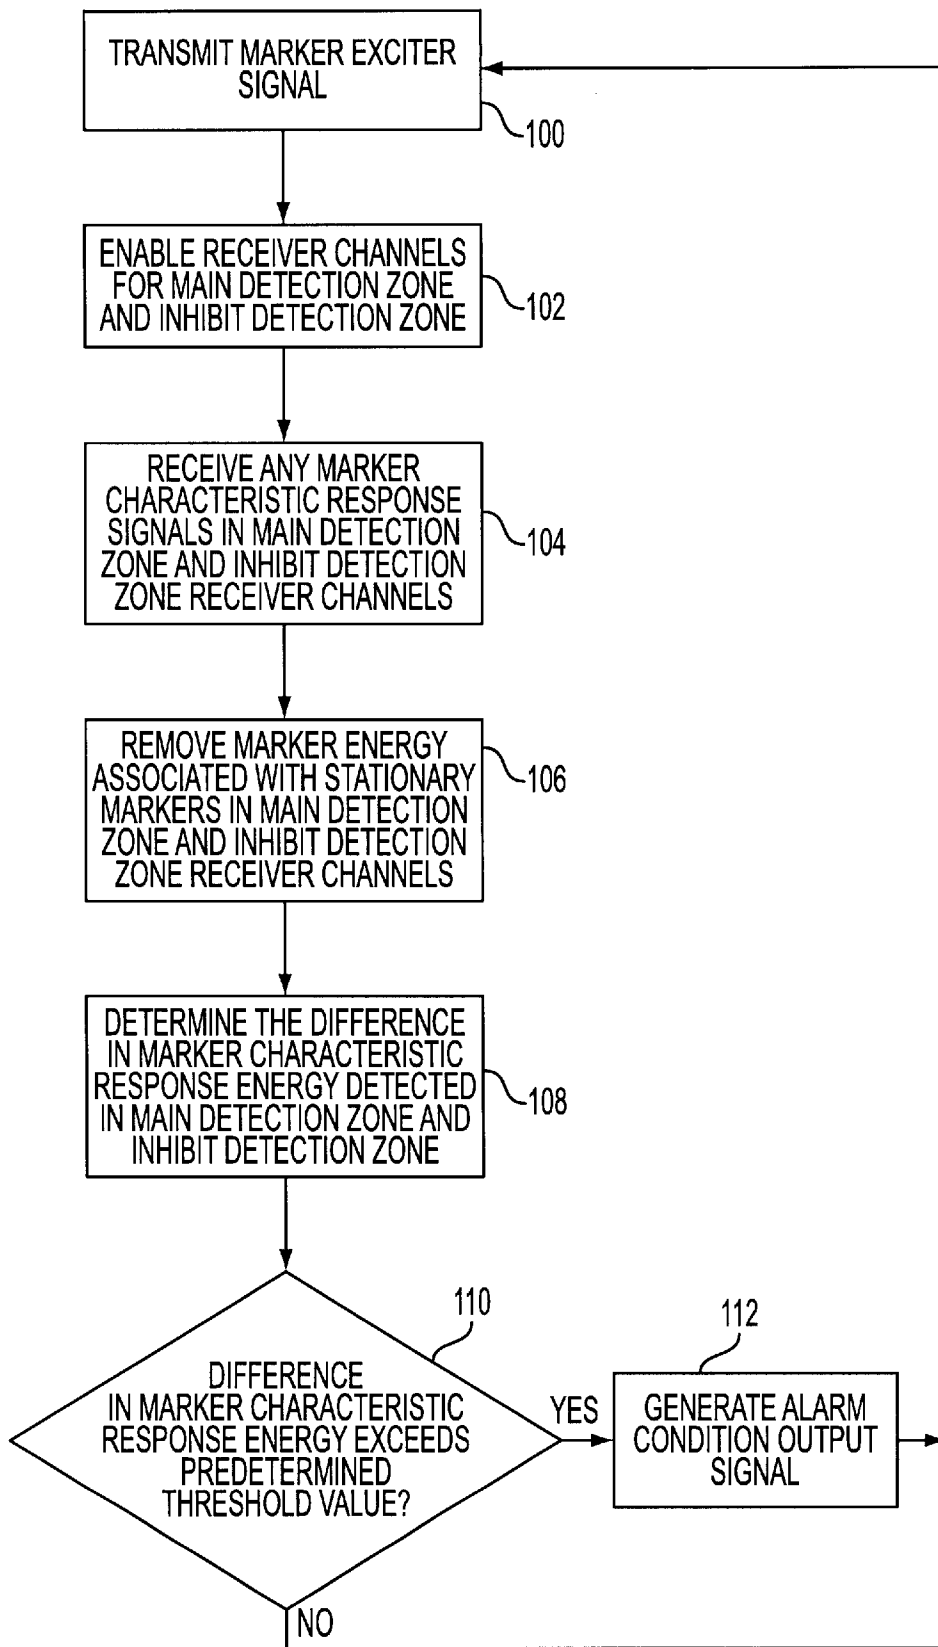 TRANSMIT MARKER EXCITER
SIGNAL
100
ENABLE RECEIVER CHANNELS
FOR MAIN DETECTION ZONE
AND INHIBIT DETECTION ZONE
102
RECEIVE ANY MARKER
CHARACTERISTIC RESPONSE
SIGNALS IN MAIN DETECTION
ZONE AND INHIBIT DETECTION
ZONE RECEIVER CHANNELS
104
REMOVE MARKER ENERGY
ASSOCIATED WITH STATIONARY
MARKERS IN MAIN DETECTION
ZONE AND INHIBIT DETECTION
ZONE RECEIVER CHANNELS
106
DETERMINE THE DIFFERENCE
IN MARKER CHARACTERISTIC
RESPONSE ENERGY DETECTED
IN MAIN DETECTION ZONE AND
INHIBIT DETECTION ZONE
108
DIFFERENCE
IN MARKER CHARACTERISTIC
RESPONSE ENERGY EXCEEDS
PREDETERMINED
THRESHOLD VALUE?
110
YES
GENERATE ALARM
CONDITION OUTPUT
SIGNAL
112
NO